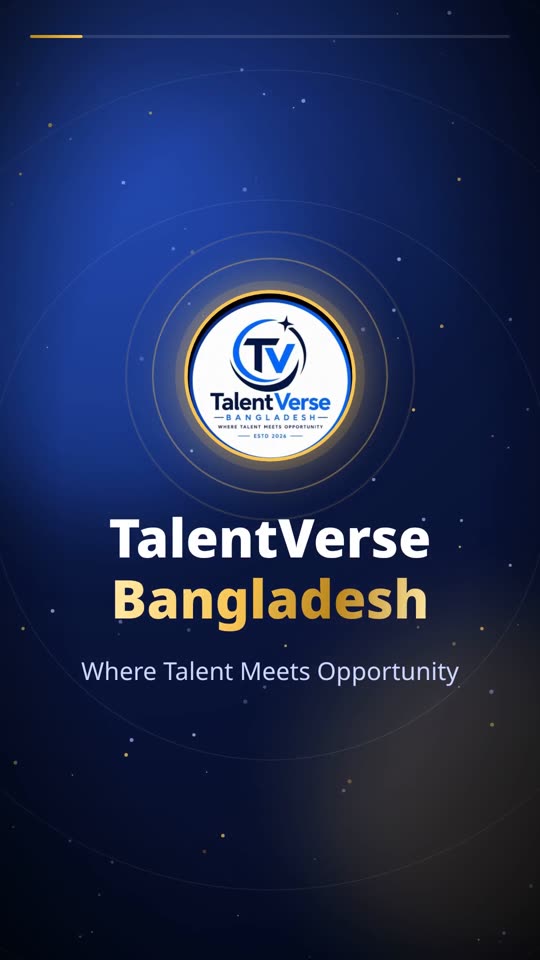 TV
TalentVerse
BANGLADESH
WHERE TALENT MEETS OPPORTUNITY
ESTD 2026
TalentVerse
Bangladesh
Where Talent Meets Opportunity